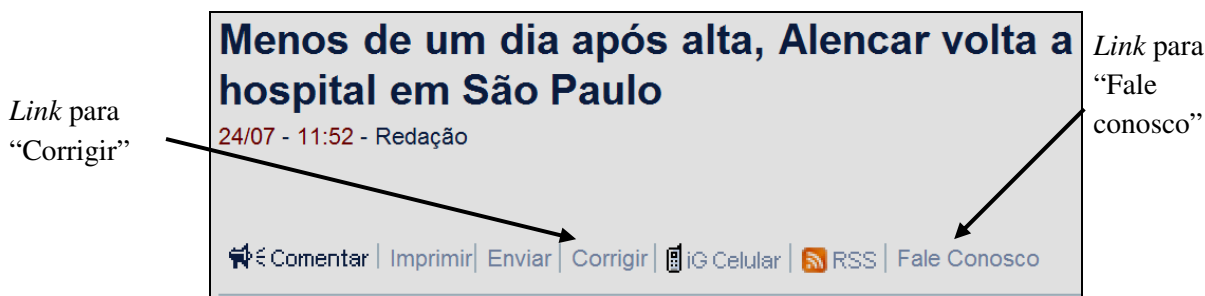 Menos de um dia após alta, Alencar volta a
hospital em São Paulo
24/07 - 11:52 - Redação
Link para
“Corrigir”
Link para
“Fale
conosco”
Comentar | Imprimir | Enviar | Corrigir | iG Celular | RSS | Fale Conosco